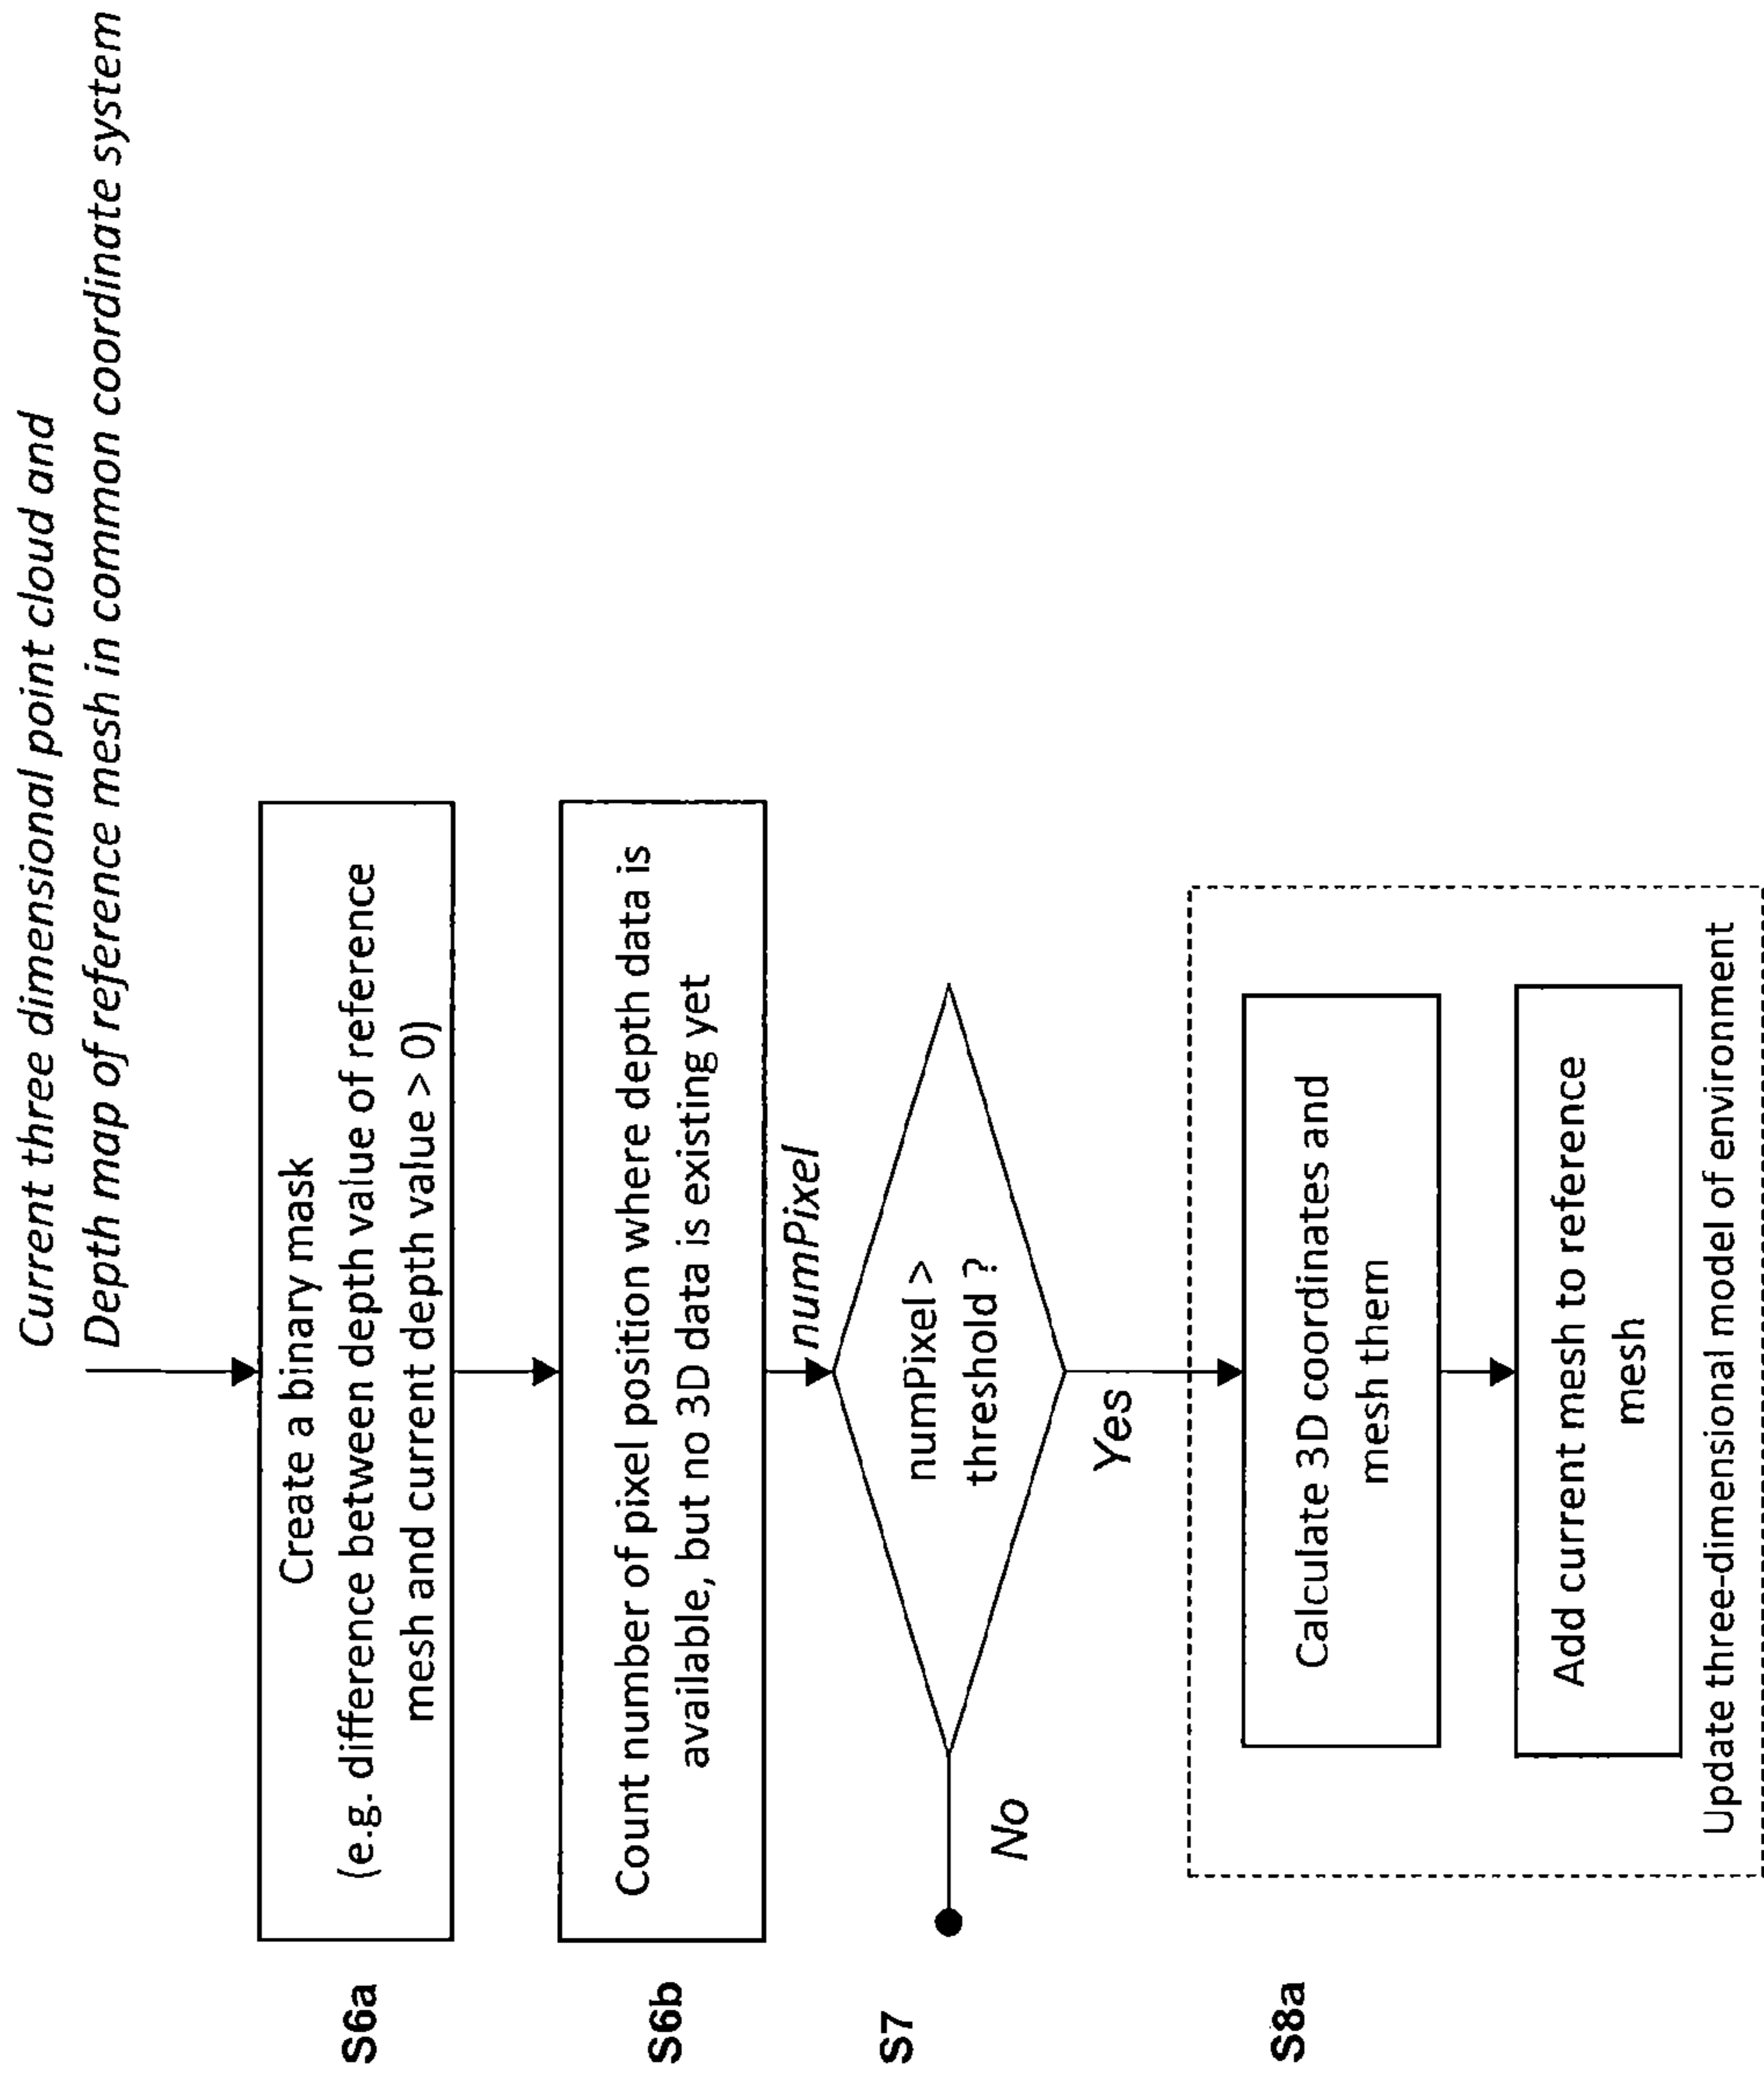 Current three dimensional point cloud and
Depth map of reference mesh in common coordinate system
S6a
Create a binary mask
(e.g. difference between depth value of reference
mesh and current depth value > 0)
S6b
Count number of pixel position where depth data is
available, but no 3D data is existing yet
numPixel
S7
numPixel >
threshold ?
No
Yes
S8a
Calculate 3D coordinates and
mesh them
Add current mesh to reference
mesh
Update three-dimensional model of environment